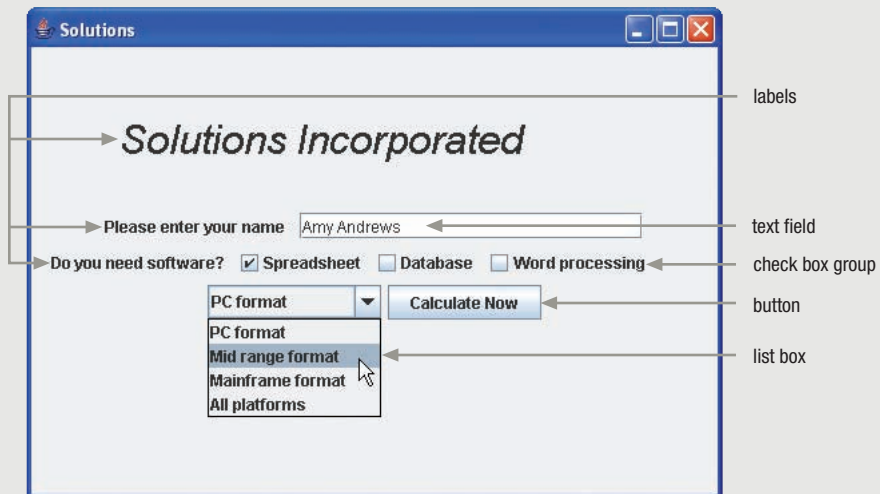 Solutions
labels
Solutions Incorporated
Please enter your name Amy Andrews
text field
Do you need software? Spreadsheet Database Word processing
check box group
PC format Calculate Now
button
PC format
Mid range format
list box
Mainframe format
All platforms